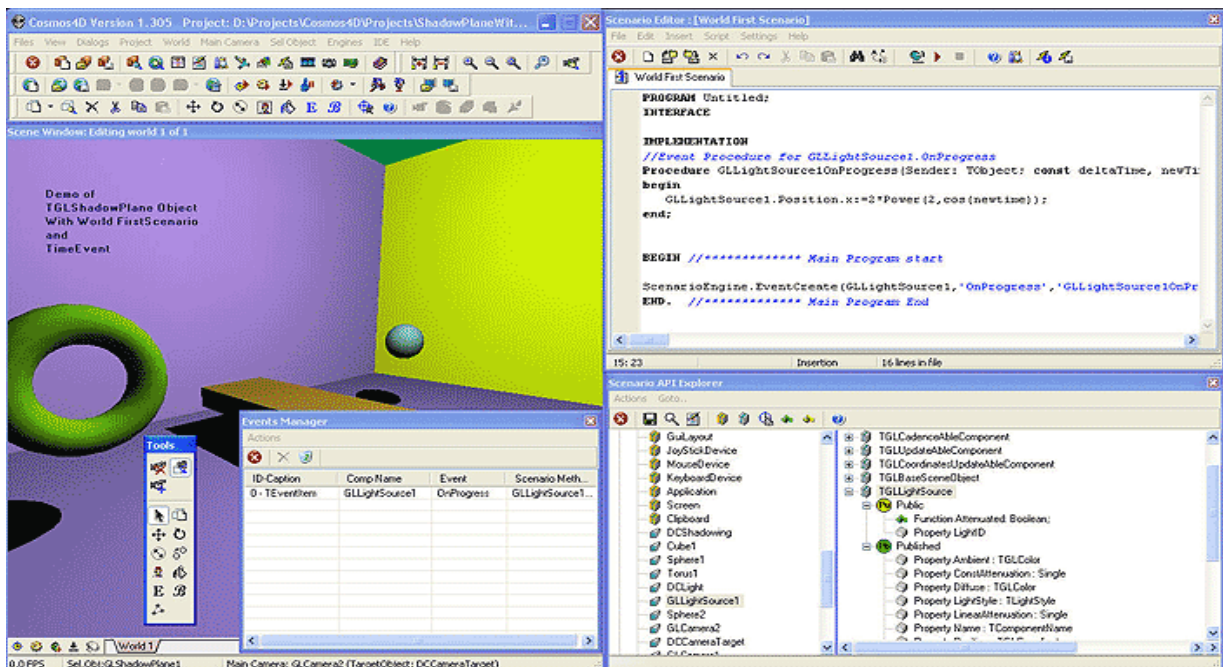 Cosmos4D Version 1.305 Project: D:\Projects\Cosmos4D\Projects\ShadowPlaneWit...
Files View Dialogs Project World Main Camera Sel Object Engines IDE Help
Scene Window: Editing world 1 of 1
Demo of
TGLShadowPlane Object
With World FirstScenario
and
TimeEvent
Tools
World 1
0.0 FPS Sel.Obj:GLShadowPlane1 Main Camera: GLCamera2 (TargetObject: DCCameraTarget)
Events Manager
Actions
ID-Caption Comp Name Event Scenario Meth...
0 - TEventItem GLLightSource1 OnProgress GLLightSource1...
Scenario Editor : [World First Scenario]
File Edit Insert Script Settings Help
World First Scenario
PROGRAM Untitled;
INTERFACE
IMPLEMENTATION
//Event Procedure for GLLightSource1.OnProgress
Procedure GLLightSource1OnProgress(Sender: TObject; const deltaTime, newTi
begin
GLLightSource1.Position.x:=2*Power(2,cos(newtime));
end;
BEGIN //************* Main Program start
ScenarioEngine.EventCreate(GLLightSource1,'OnProgress','GLLightSource1OnPr
END. //************* Main Program End
15: 23 Insertion 16 lines in file
Scenario API Explorer
Actions Goto...
GuiLayout
JoyStickDevice
MouseDevice
KeyboardDevice
Application
Screen
Clipboard
DCShadowing
Cube1
Sphere1
Torus1
DCLight
GLLightSource1
Sphere2
GLCamera2
DCCameraTarget
GLCamera1
TGLCadenceAbleComponent
TGLUpdateAbleComponent
TGLCoordinatesUpdateAbleComponent
TGLBaseSceneObject
TGLLightSource
Public
Function Attenuated: Boolean;
Property LightID
Published
Property Ambient : TGLColor
Property ConstAttenuation : Single
Property Diffuse : TGLColor
Property LightStyle : TLightStyle
Property LinearAttenuation : Single
Property Name : TComponentName